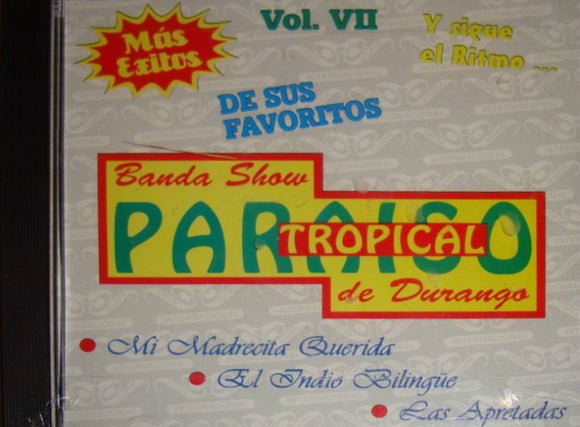 Más
Exitos
Vol. VII
Y sigue
el Ritmo ...
DE SUS
FAVORITOS
Banda Show
PARAISO
TROPICAL
de Durango
• Mi Madrecita Querida
• El Indio Bilingüe
• Las Apretadas
INTERNACIONAL